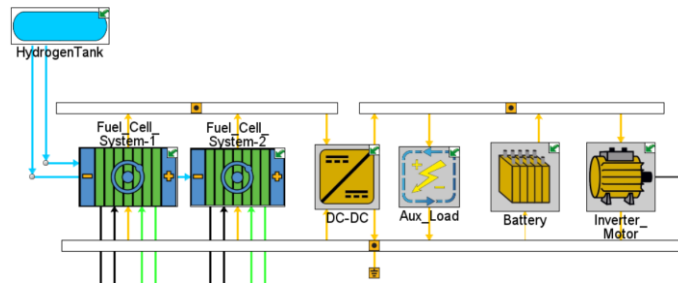 HydrogenTank
Fuel_Cell_
System-1
Fuel_Cell_
System-2
DC-DC
Aux_Load
Battery
Inverter_
Motor